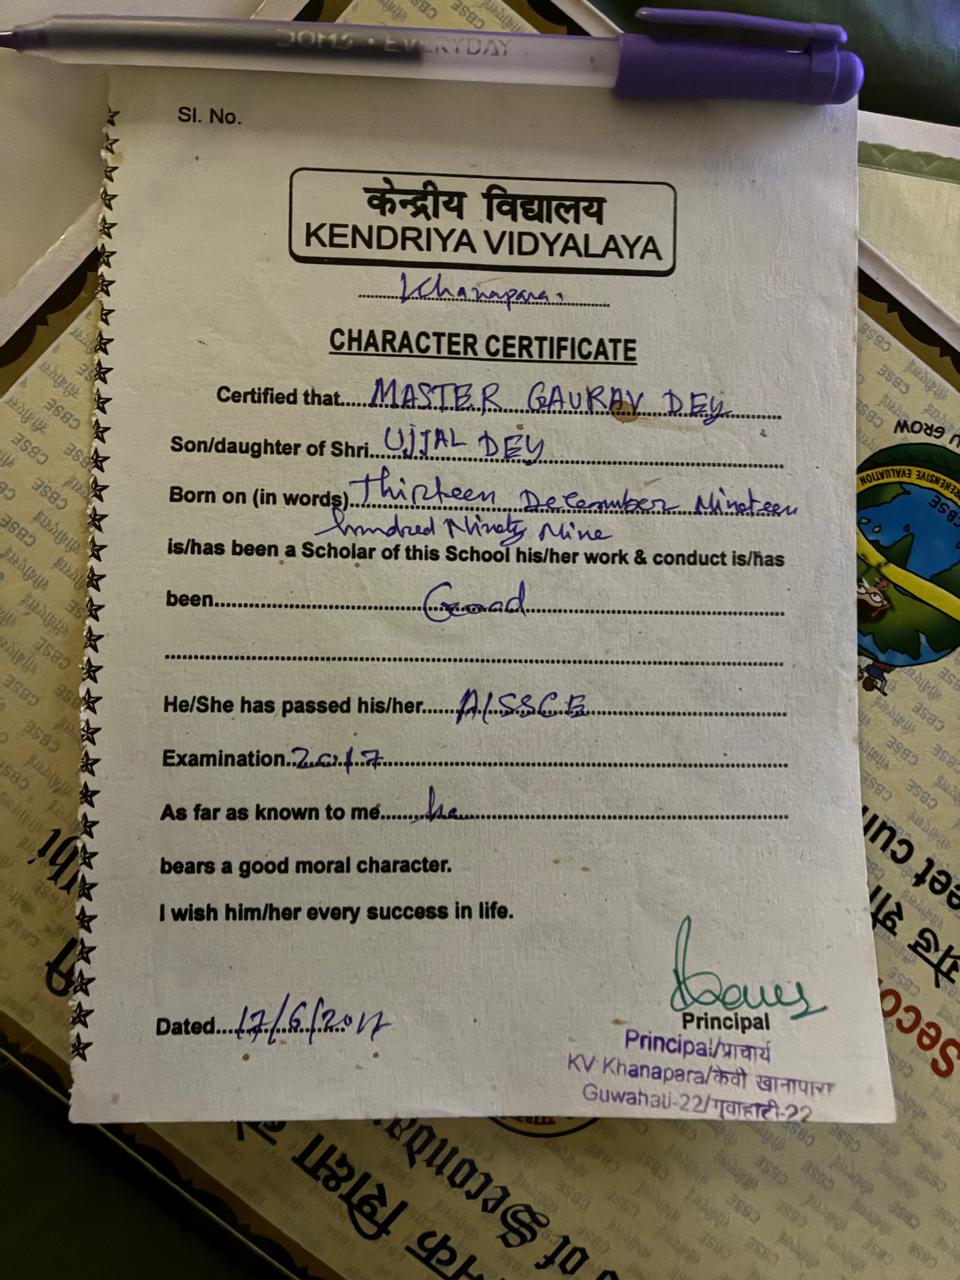 DOMS • EVERYDAY
Sl. No.
केन्द्रीय विद्यालय
KENDRIYA VIDYALAYA
Khanapara.
CHARACTER CERTIFICATE
Certified that.....MASTER GAURAV DEY
Son/daughter of Shri..UJJAL DEY
Born on (in words).Thirteen December Nineteen
hundred Ninety Nine
is/has been a Scholar of this School his/her work & conduct is/has
been.....Good
He/She has passed his/her.....AISSCE
Examination..2017
As far as known to me.....he
bears a good moral character.
I wish him/her every success in life.
Dated....17/6/2017
Principal
Principal/प्राचार्य
KV Khanapara/केवी खानापारा
Guwahati-22/गुवाहाटी-22
GROW
CBSE